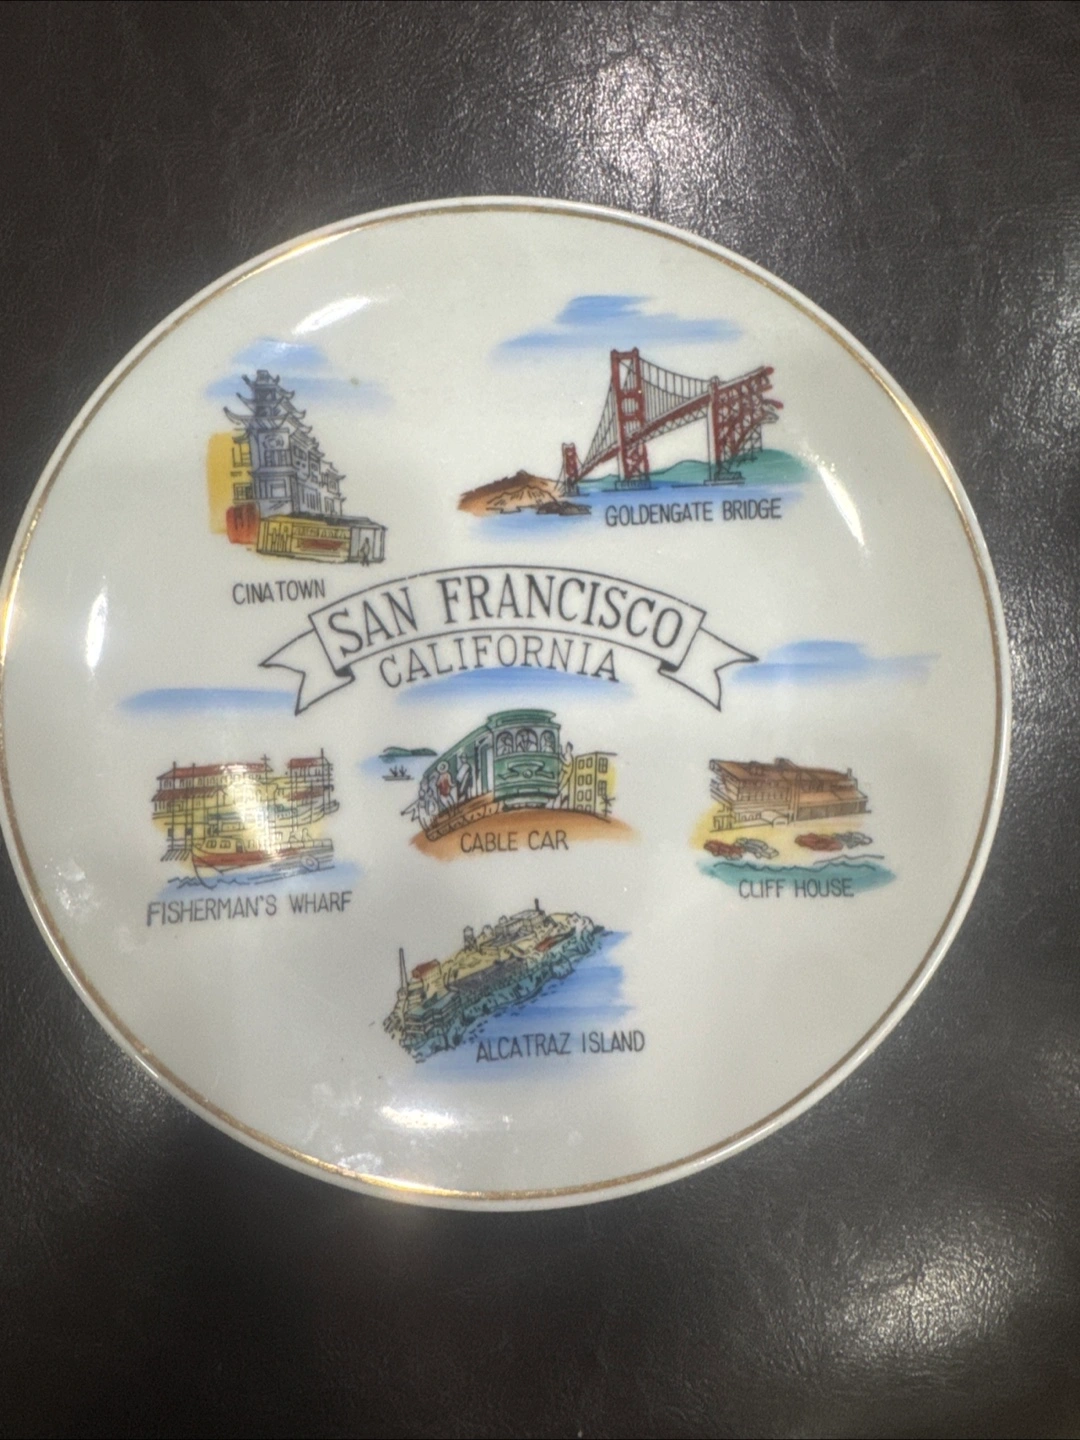 CINATOWN
GOLDENGATE BRIDGE
SAN FRANCISCO
CALIFORNIA
FISHERMAN'S WHARF
CABLE CAR
CLIFF HOUSE
ALCATRAZ ISLAND